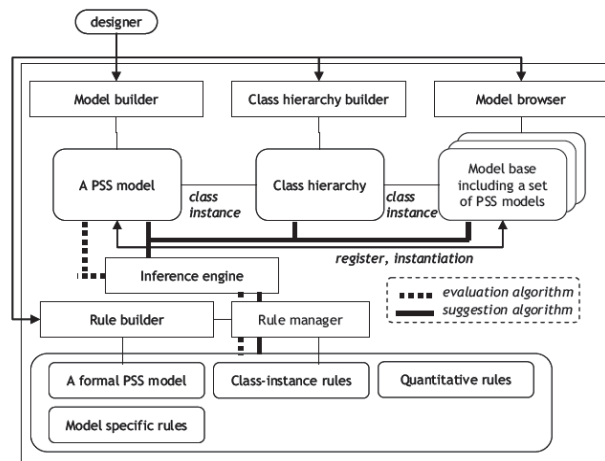 designer
Model builder
Class hierarchy builder
Model browser
A PSS model
class
instance
Class hierarchy
class
instance
Model base
including a set
of PSS models
register, instantiation
Inference engine
evaluation algorithm
suggestion algorithm
Rule builder
Rule manager
A formal PSS model
Class-instance rules
Quantitative rules
Model specific rules